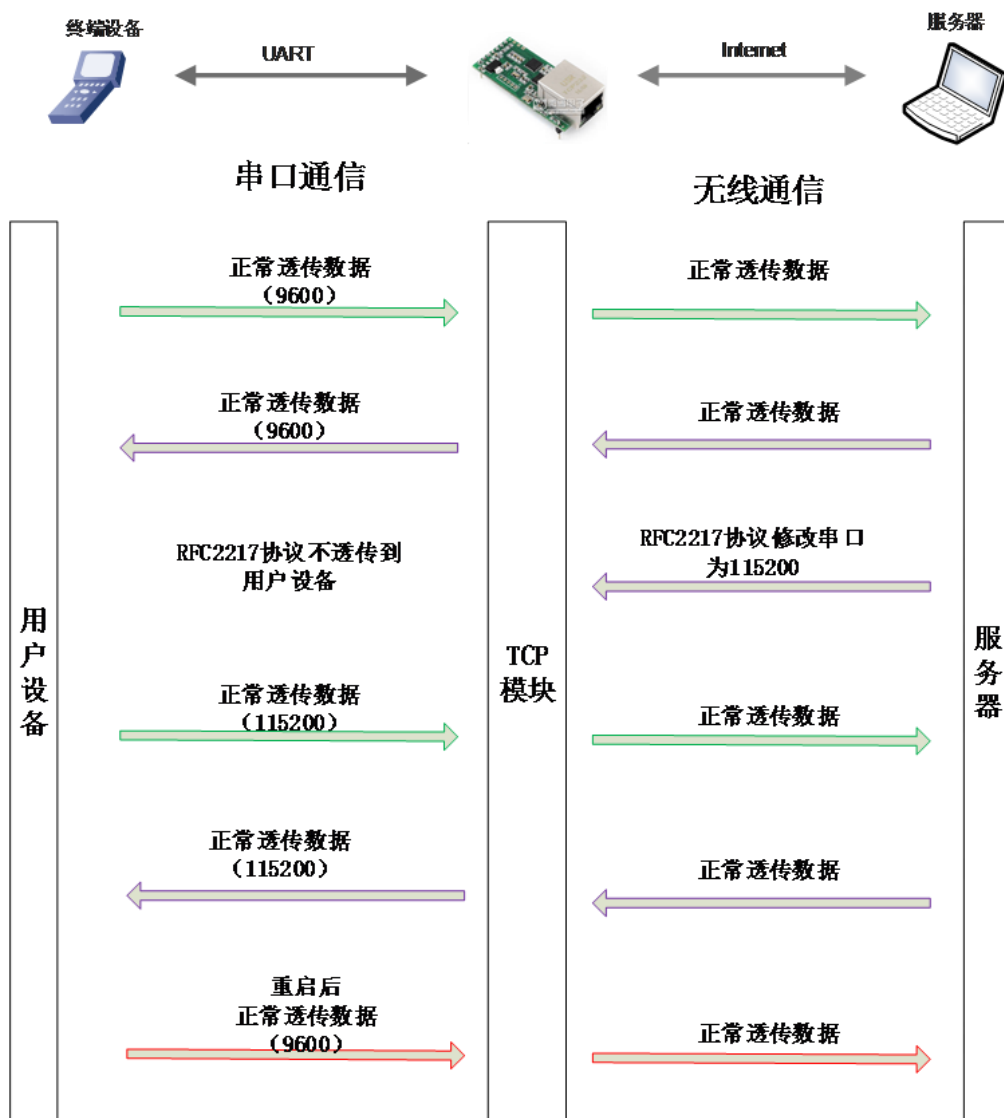 终端设备
UART
Internet
服务器
串口通信
无线通信
正常透传数据
（9600）
正常透传数据
正常透传数据
（9600）
正常透传数据
RFC2217协议不透传到
用户设备
RFC2217协议修改串口
为115200
用户设备
TCP
模块
服务器
正常透传数据
（115200）
正常透传数据
正常透传数据
（115200）
正常透传数据
重启后
正常透传数据
（9600）
正常透传数据